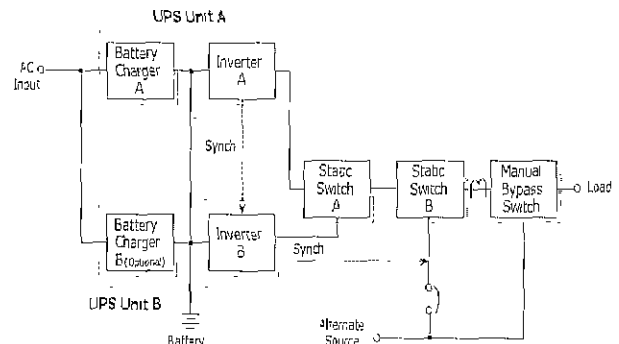 UPS Unit A
Battery
Charger
A
Inverter
A
AC
Input
Synch
Static
Switch
A
Static
Switch
B
Manual
Bypass
Switch
Load
Battery
Charger
B (Optional)
Inverter
B
Synch
UPS Unit B
Battery
Alternate
Source